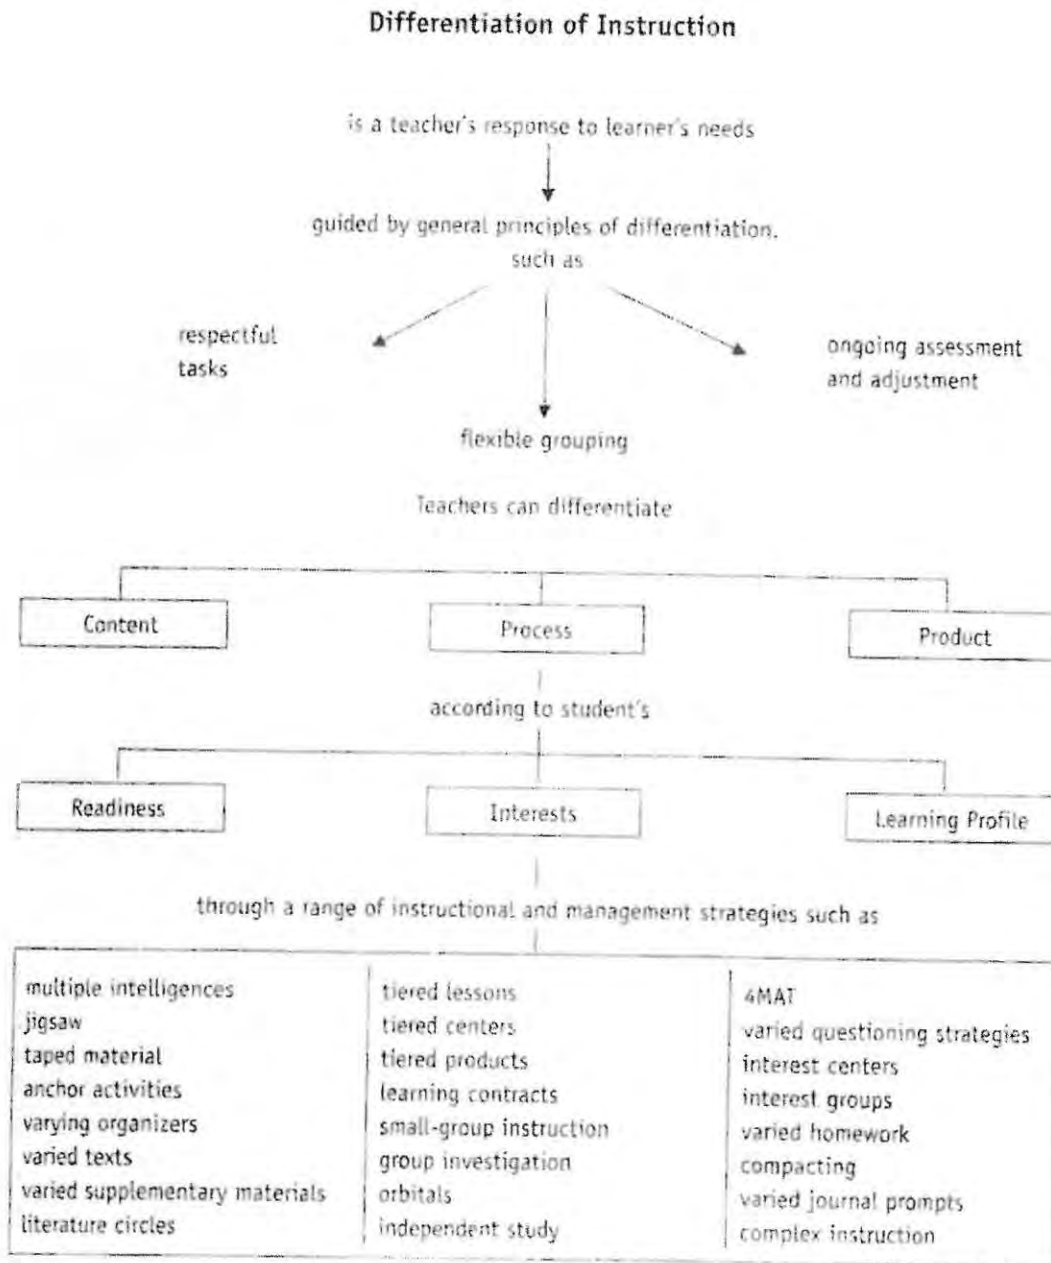 Differentiation of Instruction
is a teacher's response to learner's needs
guided by general principles of differentiation.
such as
respectful
tasks
ongoing assessment
and adjustment
flexible grouping
Teachers can differentiate
Content
Process
Product
according to student's
Readiness
Interests
Learning Profile
through a range of instructional and management strategies such as
multiple intelligences
jigsaw
taped material
anchor activities
varying organizers
varied texts
varied supplementary materials
literature circles
tiered lessons
tiered centers
tiered products
learning contracts
small-group instruction
group investigation
orbitals
independent study
4MAT
varied questioning strategies
interest centers
interest groups
varied homework
compacting
varied journal prompts
complex instruction